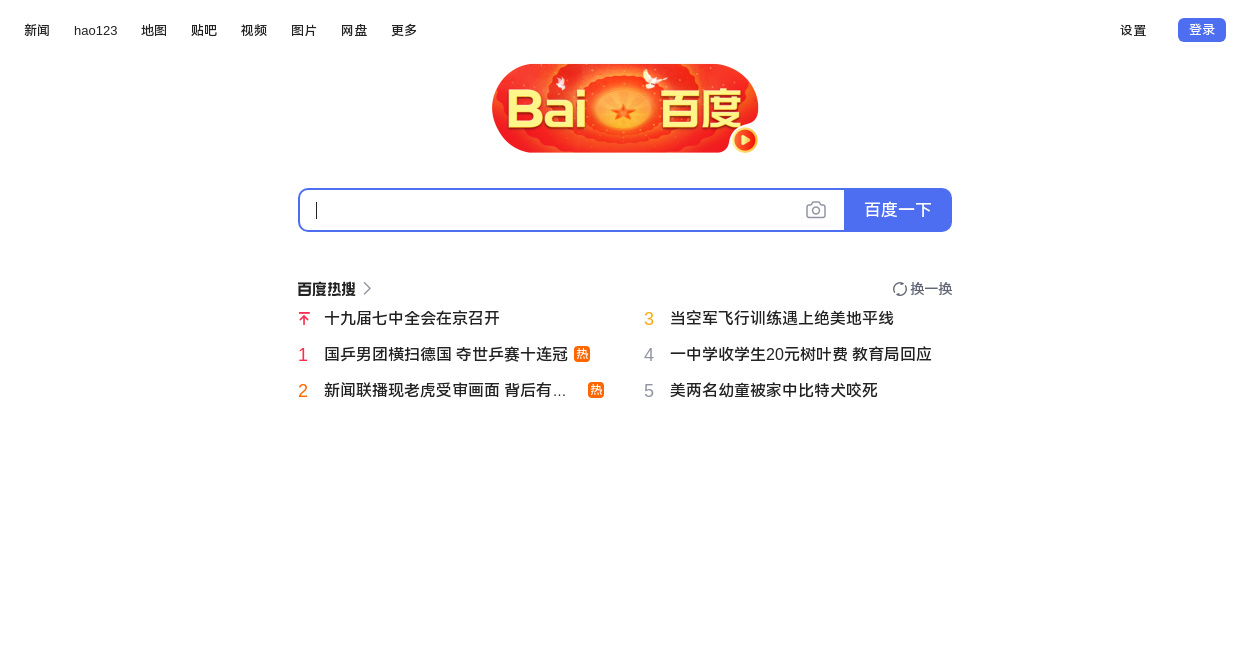 新闻 hao123 地图 贴吧 视频 图片 网盘 更多 设置 登录
Bai 百度
百度一下
百度热搜 换一换
十九届七中全会在京召开
1 国乒男团横扫德国 夺世乒赛十连冠 热
2 新闻联播现老虎受审画面 背后有... 热
3 当空军飞行训练遇上绝美地平线
4 一中学收学生20元树叶费 教育局回应
5 美两名幼童被家中比特犬咬死